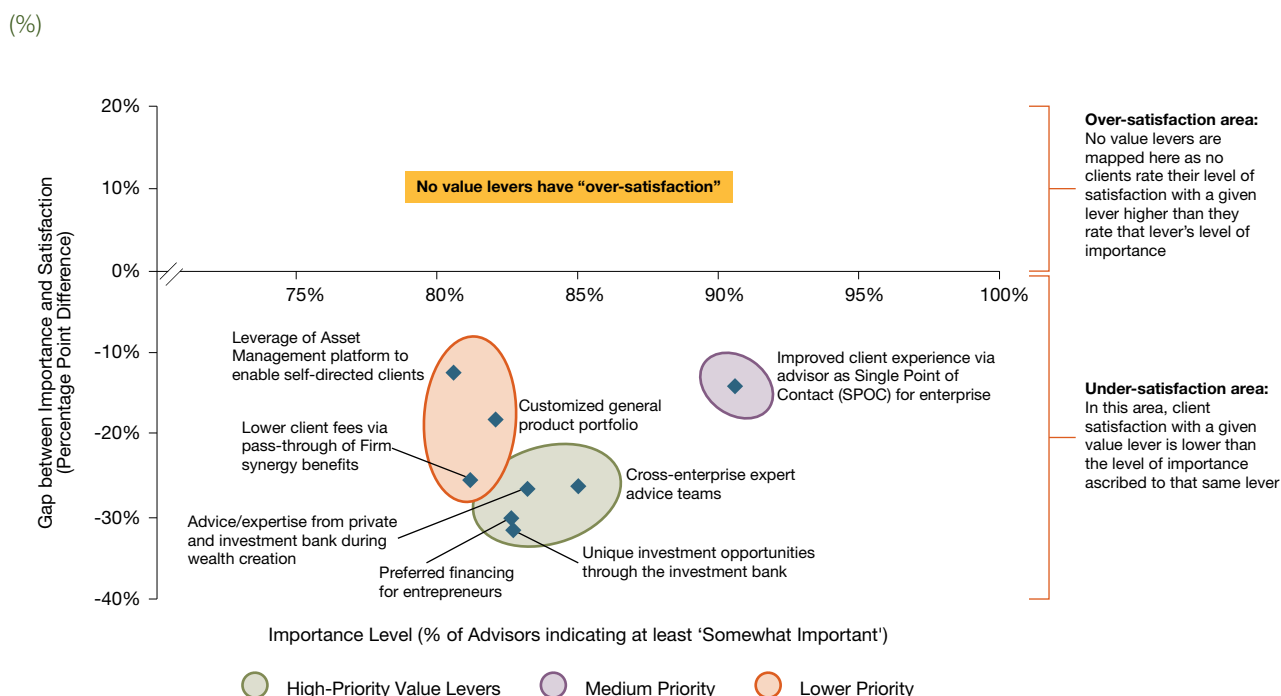 (%)
Gap between Importance and Satisfaction
(Percentage Point Difference)
20%
10%
0%
-10%
-20%
-30%
-40%
75%
80%
85%
90%
95%
100%
No value levers have “over-satisfaction”
Over-satisfaction area:
No value levers are
mapped here as no
clients rate their level of
satisfaction with a given
lever higher than they
rate that lever’s level of
importance
Leverage of Asset
Management platform to
enable self-directed clients
Improved client experience via
advisor as Single Point of
Contact (SPOC) for enterprise
Customized general
product portfolio
Lower client fees via
pass-through of Firm
synergy benefits
Cross-enterprise expert
advice teams
Advice/expertise from private
and investment bank during
wealth creation
Preferred financing
for entrepreneurs
Unique investment opportunities
through the investment bank
Under-satisfaction area:
In this area, client
satisfaction with a given
value lever is lower than
the level of importance
ascribed to that same lever
Importance Level (% of Advisors indicating at least ‘Somewhat Important')
High-Priority Value Levers
Medium Priority
Lower Priority